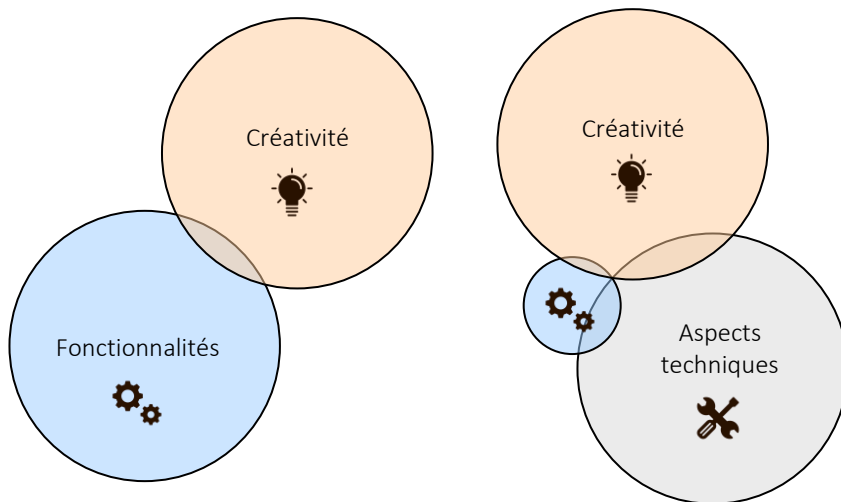 Créativité
Fonctionnalités
Créativité
Aspects
techniques